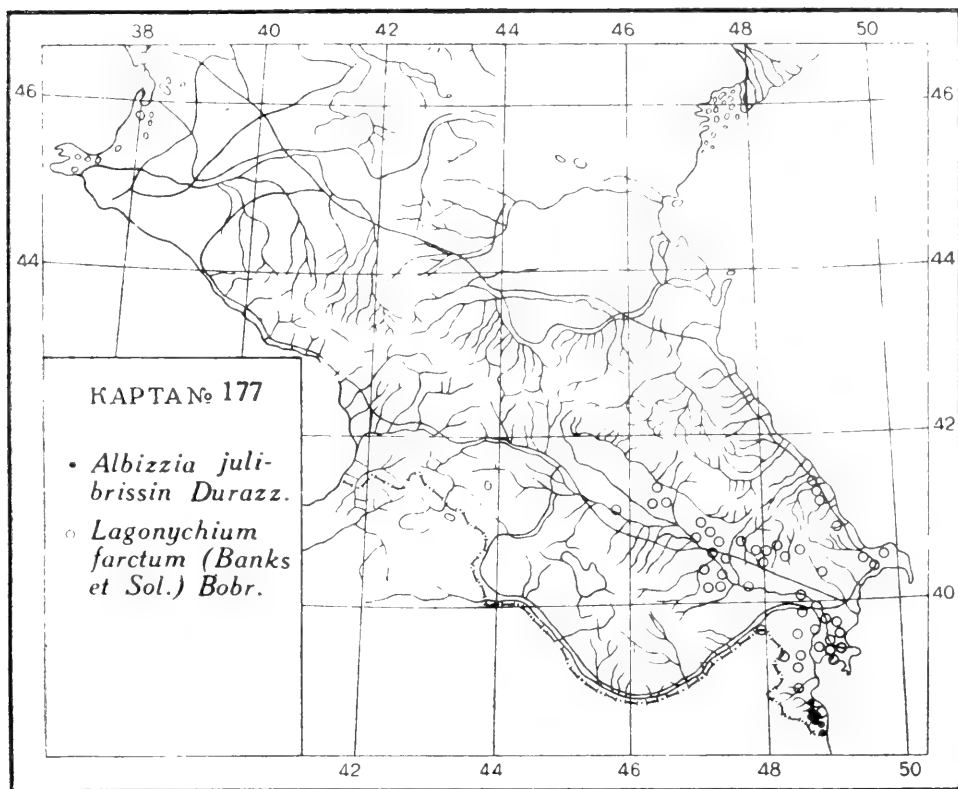 38 40 42 44 46 48 50
46 46
44 44
КАРТА № 177
42
• Albizzia juli-
brissin Durazz.
○ Lagonychium
farctum (Banks
et Sol.) Bobr.
40
42 44 46 48 50